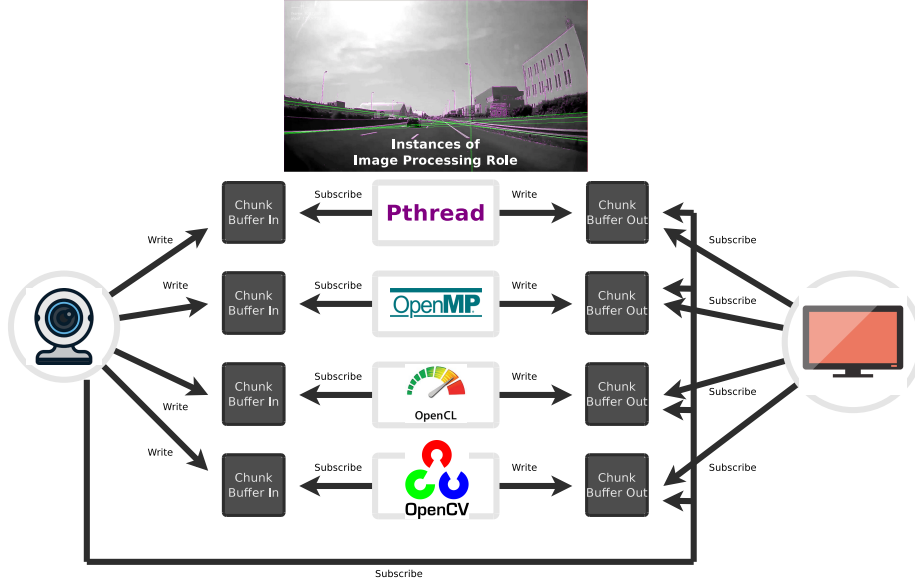 Instances of
Image Processing Role
Chunk
Buffer In
Subscribe
Pthread
Write
Chunk
Buffer Out
Write
Subscribe
Chunk
Buffer In
Write
Subscribe
OpenMP
Write
Chunk
Buffer Out
Subscribe
Chunk
Buffer In
Subscribe
OpenCL
Write
Chunk
Buffer Out
Write
Subscribe
Chunk
Buffer In
Write
Subscribe
OpenCV
Write
Chunk
Buffer Out
Subscribe
Subscribe